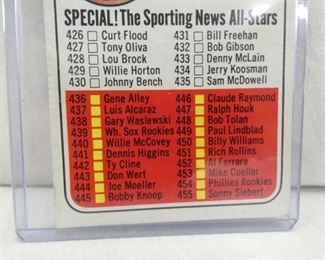 SPECIAL! The Sporting News All-Stars
426 Curt Flood
427 Tony Oliva
428 Lou Brock
429 Willie Horton
430 Johnny Bench
431 Bill Freehan
432 Bob Gibson
433 Denny McLain
434 Jerry Koosman
435 Sam McDowell
436 Gene Alley
437 Luis Alcaraz
438 Gary Waslewski
439 Wh. Sox Rookies
440 Willie McCovey
441 Dennis Higgins
442 Ty Cline
443 Don Wert
444 Joe Moeller
445 Bobby Knoop
446 Claude Raymond
447 Ralph Houk
448 Bob Tolan
449 Paul Lindblad
450 Billy Williams
451 Rich Rollins
452 Al Ferrara
453 Mike Cuellar
454 Phillies Rookies
455 Sonny Siebert